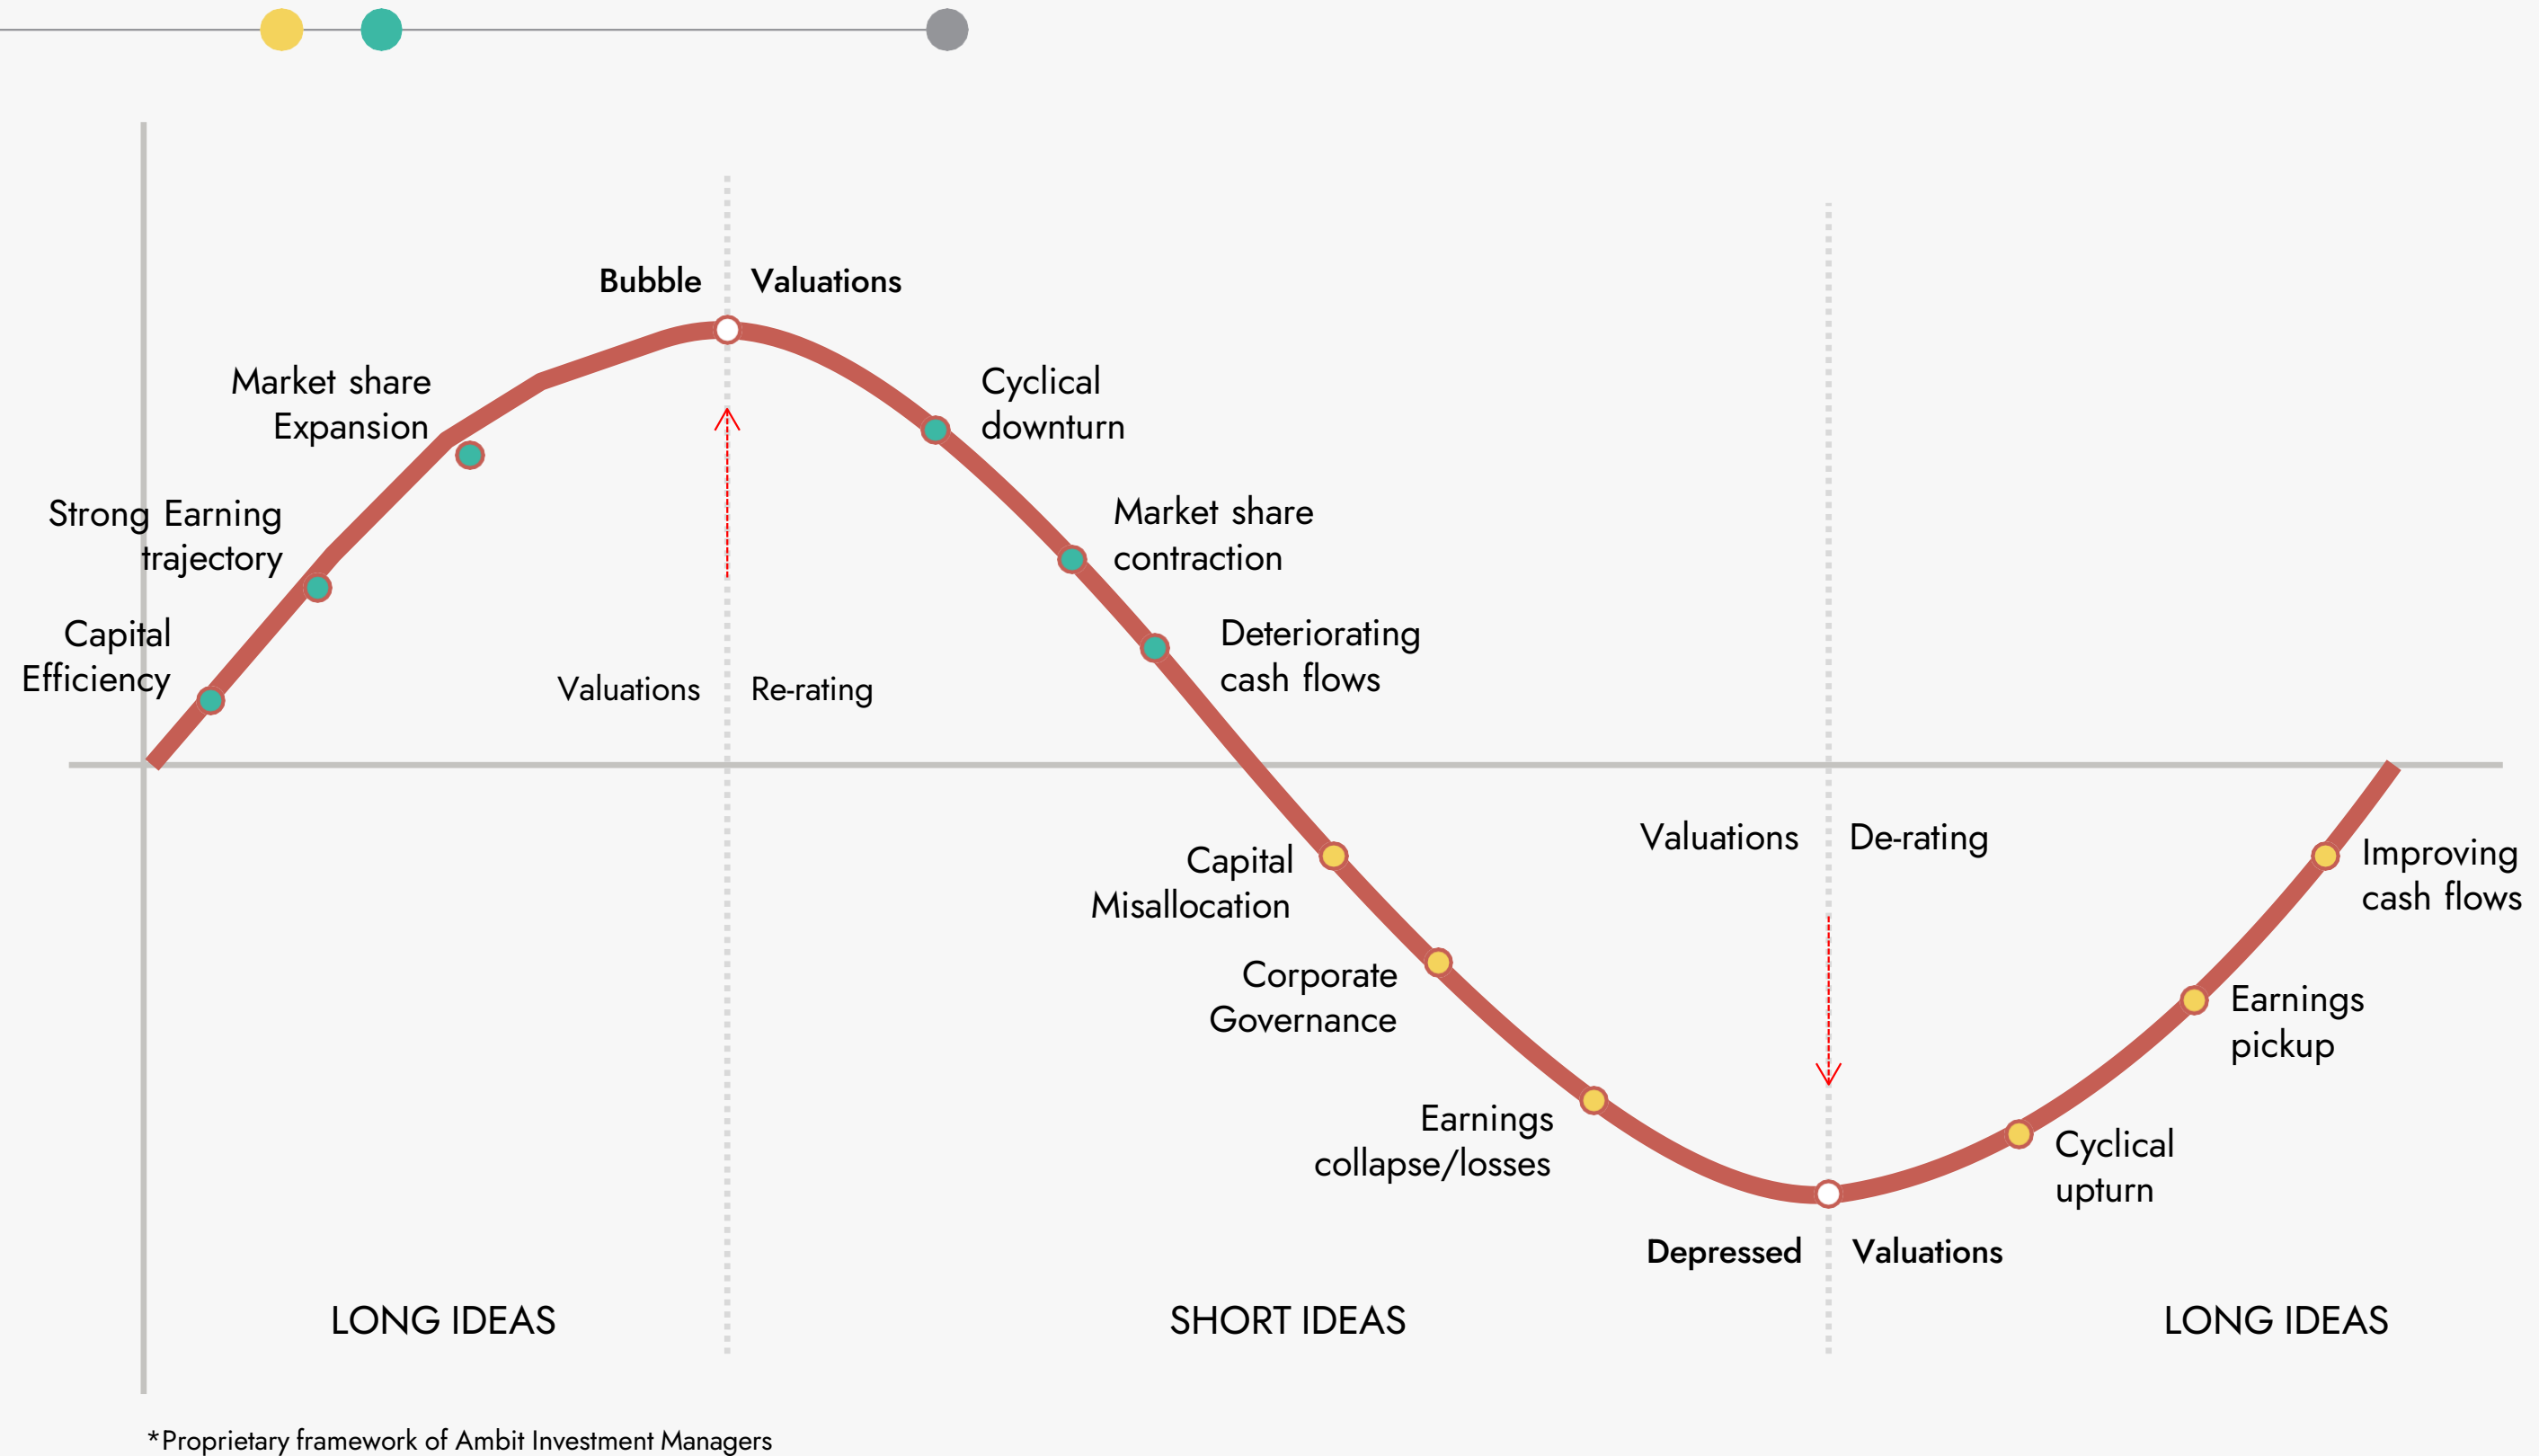 Bubble Valuations
Market share
Expansion
Cyclical
downturn
Strong Earning
trajectory
Market share
contraction
Capital
Efficiency
Valuations Re-rating
Deteriorating
cash flows
Valuations De-rating
Capital
Misallocation
Improving
cash flows
Corporate
Governance
Earnings
pickup
Earnings
collapse/losses
Cyclical
upturn
Depressed Valuations
LONG IDEAS
SHORT IDEAS
LONG IDEAS
*Proprietary framework of Ambit Investment Managers